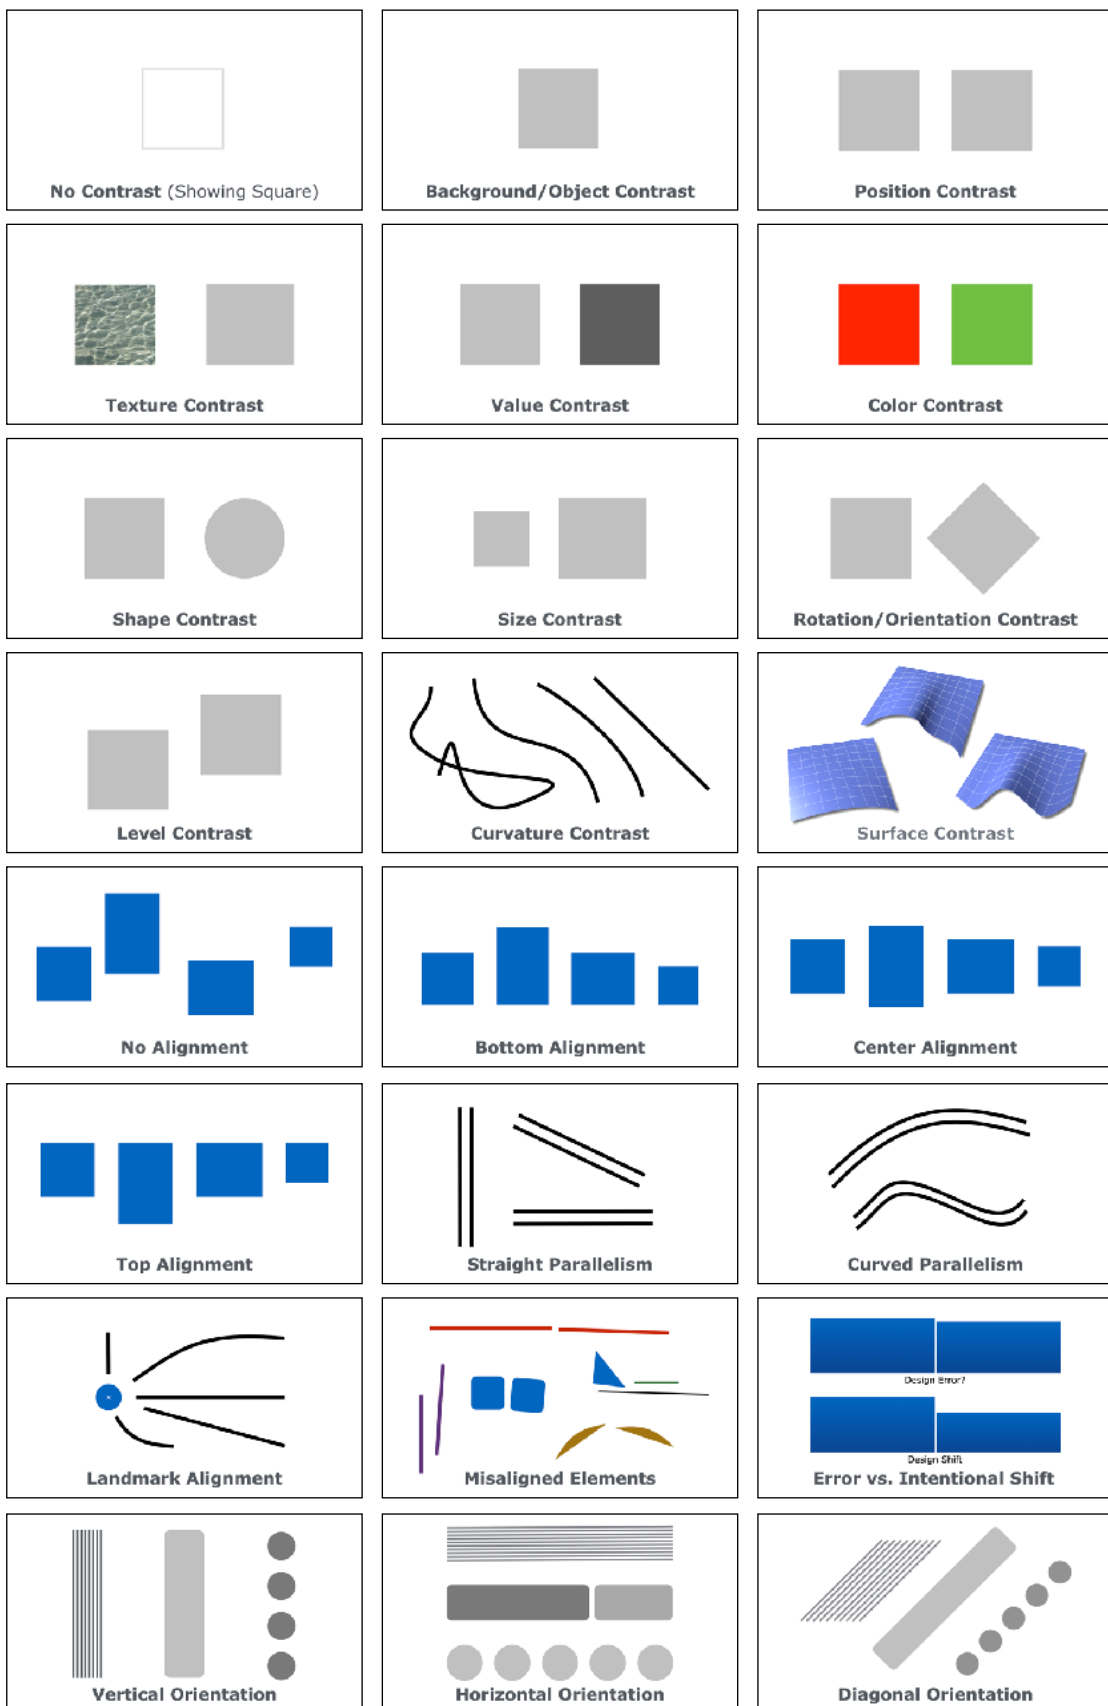 No Contrast (Showing Square)
Background/Object Contrast
Position Contrast
Texture Contrast
Value Contrast
Color Contrast
Shape Contrast
Size Contrast
Rotation/Orientation Contrast
Level Contrast
Curvature Contrast
Surface Contrast
No Alignment
Bottom Alignment
Center Alignment
Top Alignment
Straight Parallelism
Curved Parallelism
Landmark Alignment
Misaligned Elements
Design Error?
Design Shift
Error vs. Intentional Shift
Vertical Orientation
Horizontal Orientation
Diagonal Orientation